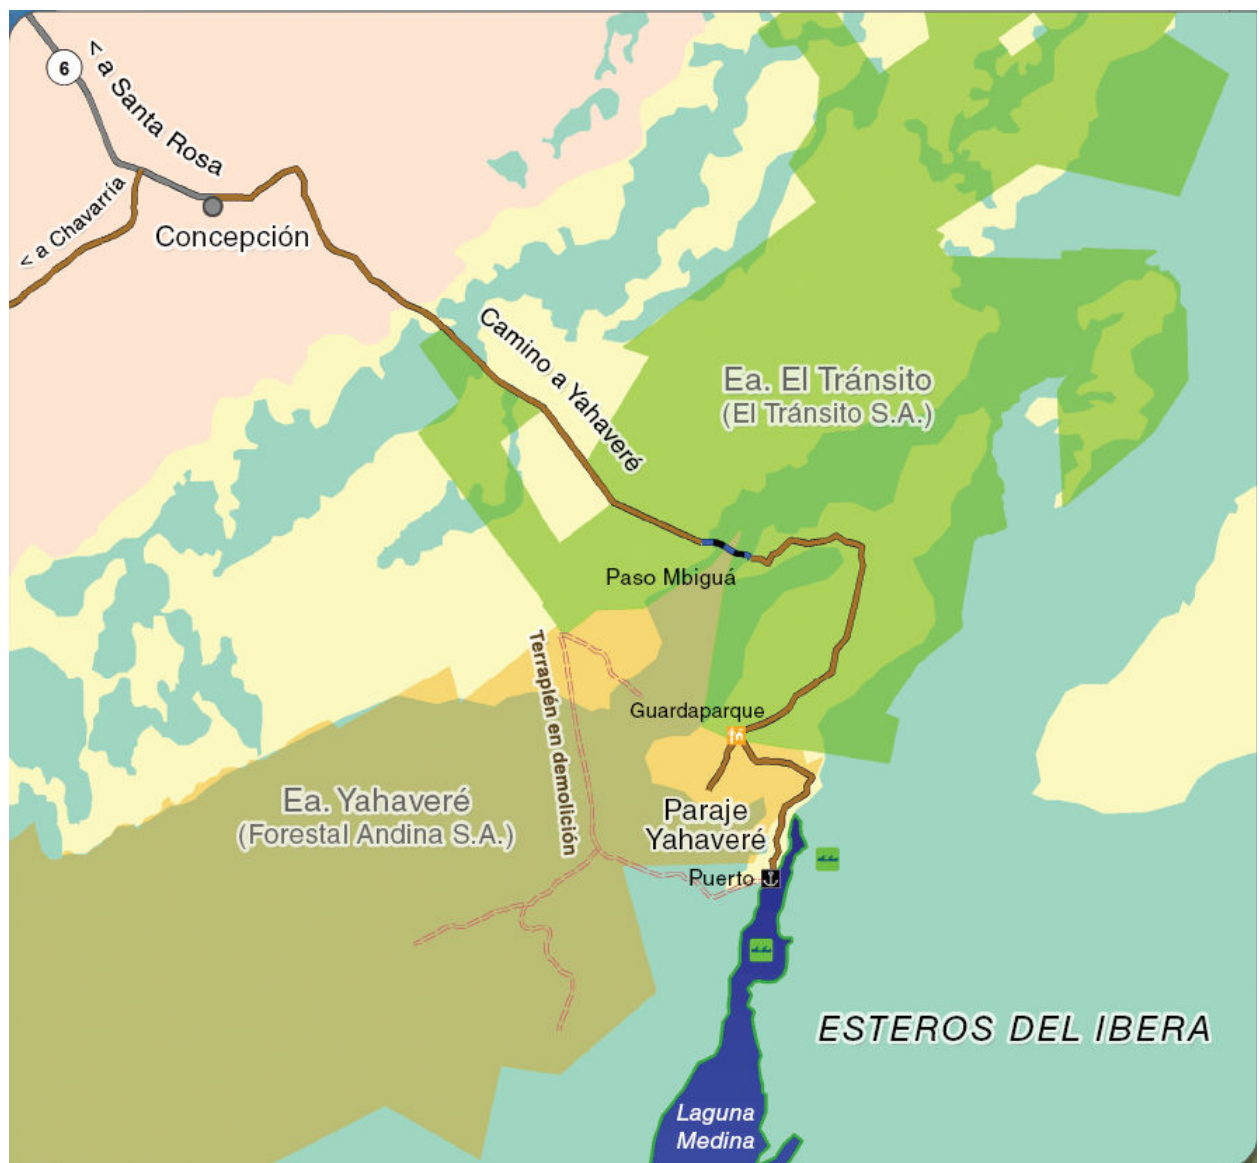 6
< a Santa Rosa
< a Chavarría
Concepción
Camino a Yahaveré
Ea. El Tránsito
(El Tránsito S.A.)
Paso Mbiguá
Terraplén en demolición
Guardaparque
Ea. Yahaveré
(Forestal Andina S.A.)
Paraje
Yahaveré
Puerto
ESTEROS DEL IBERA
Laguna
Medina